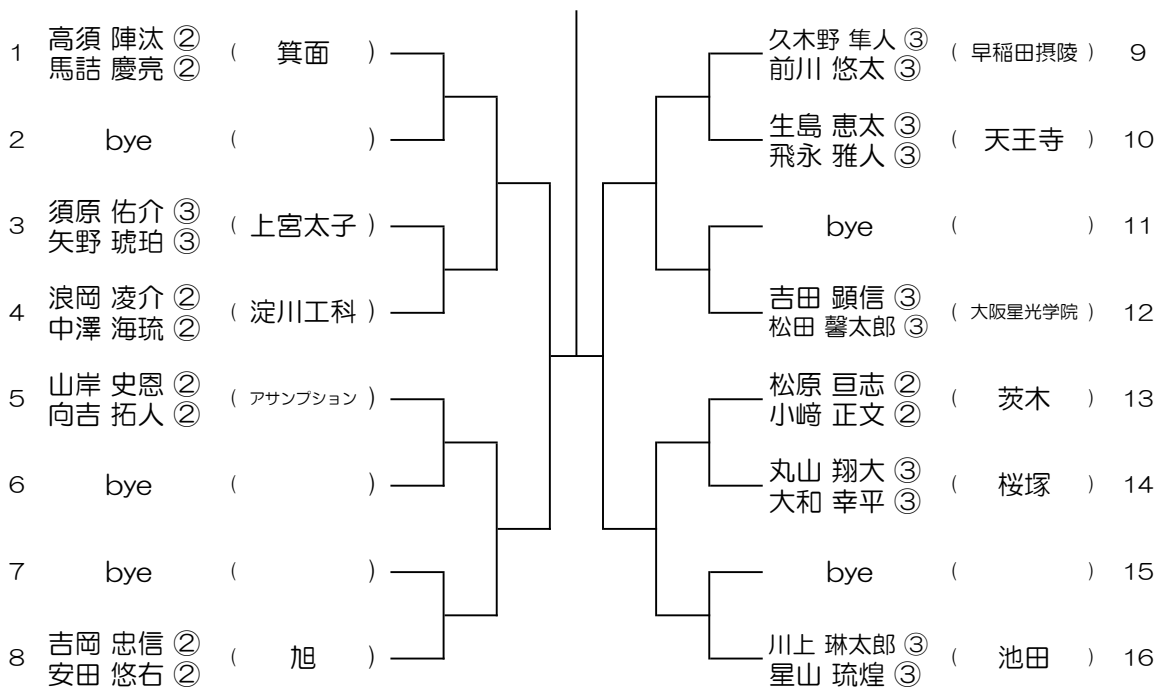 1 高須 陣汰 ② ( 箕面 )
馬詰 慶亮 ②
2 bye ( )
3 須原 佑介 ③ ( 上宮太子 )
矢野 琥珀 ③
4 浪岡 凌介 ② ( 淀川工科 )
中澤 海琉 ②
5 山岸 史恩 ② ( アサンプション )
向吉 拓人 ②
6 bye ( )
7 bye ( )
8 吉岡 忠信 ② ( 旭 )
安田 悠右 ②
久木野 隼人 ③ ( 早稲田摂陵 ) 9
前川 悠太 ③
生島 恵太 ③ ( 天王寺 ) 10
飛永 雅人 ③
bye ( ) 11
吉田 顕信 ③ ( 大阪星光学院 ) 12
松田 馨太郎 ③
松原 亘志 ② ( 茨木 ) 13
小﨑 正文 ②
丸山 翔大 ③ ( 桜塚 ) 14
大和 幸平 ③
bye ( ) 15
川上 琳太郎 ③ ( 池田 ) 16
星山 琉煌 ③